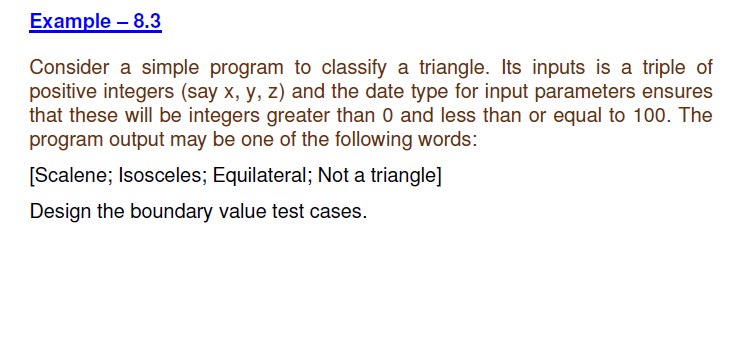 Example – 8.3
Consider a simple program to classify a triangle. Its inputs is a triple of
positive integers (say x, y, z) and the date type for input parameters ensures
that these will be integers greater than 0 and less than or equal to 100. The
program output may be one of the following words:
[Scalene; Isosceles; Equilateral; Not a triangle]
Design the boundary value test cases.